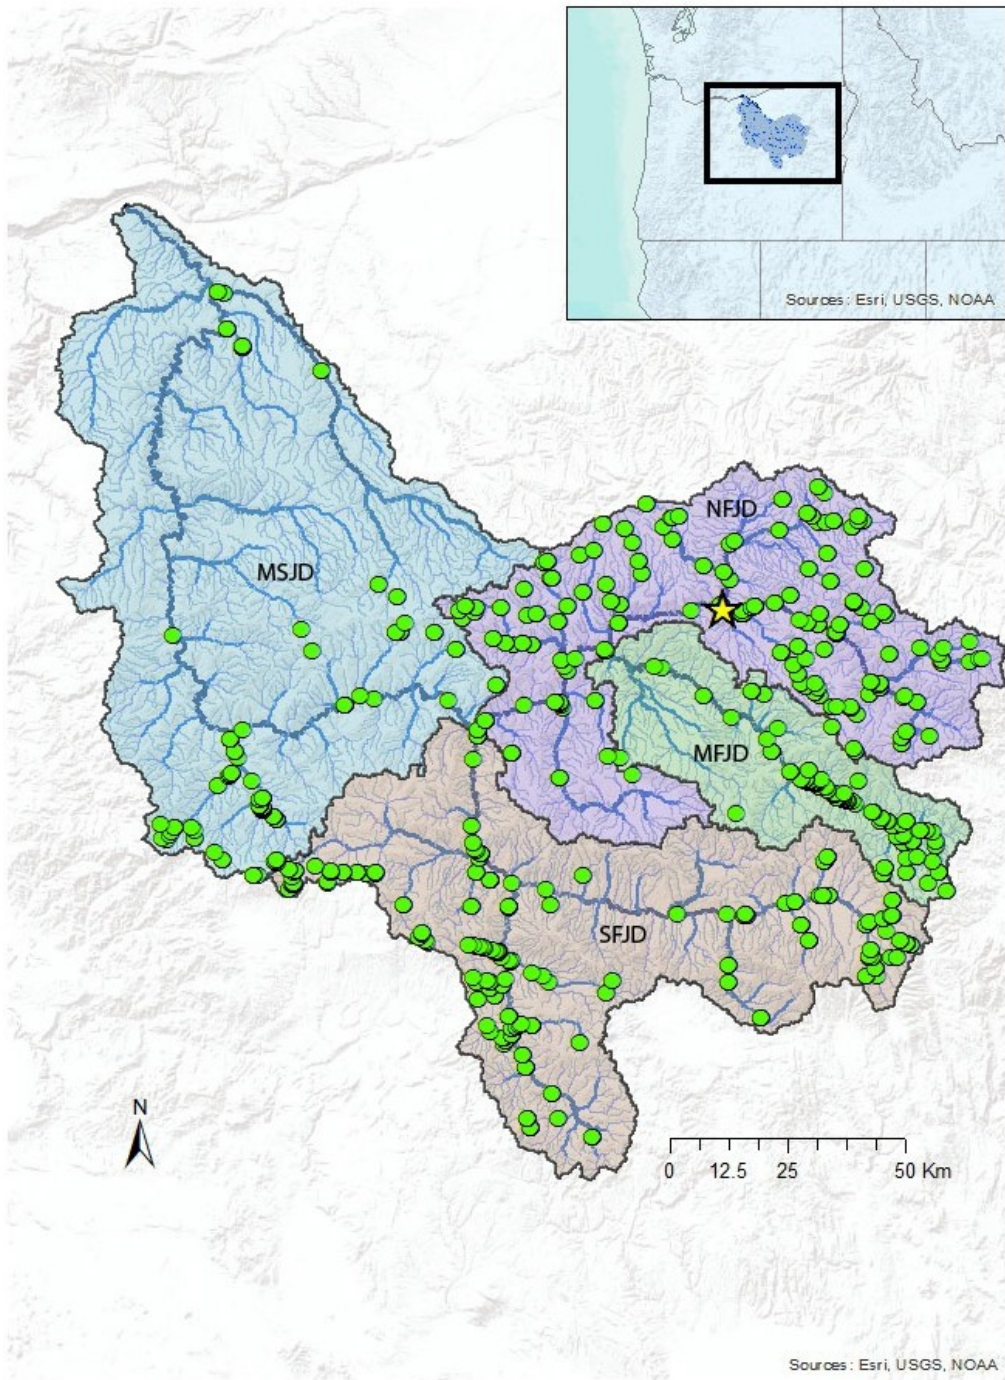 Sources: Esri, USGS, NOAA
NFJD
MSJD
MFJD
SFJD
N
0 12.5 25 50 Km
Sources: Esri, USGS, NOAA